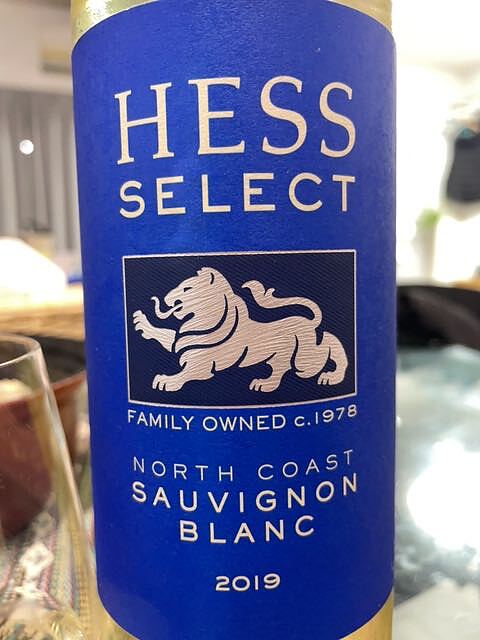 HESS
SELECT
FAMILY OWNED c.1978
NORTH COAST
SAUVIGNON
BLANC
2019